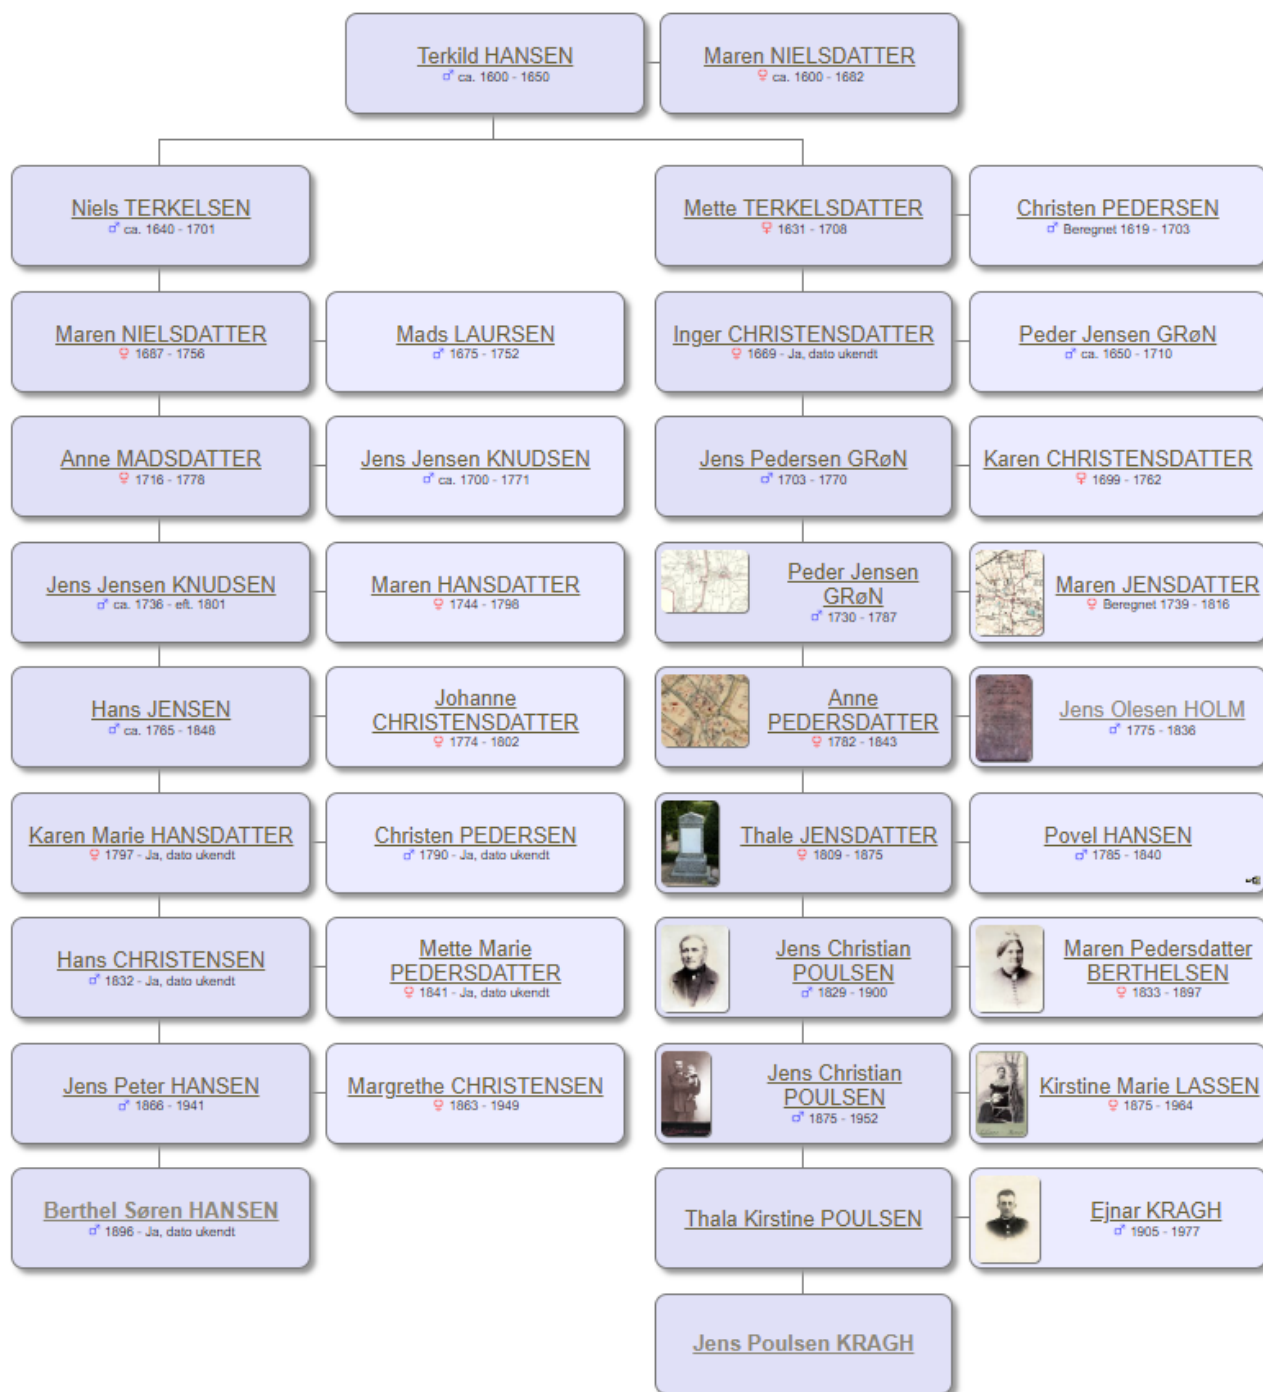 Terkild HANSEN
♂ ca. 1600 - 1650
Maren NIELSDATTER
♀ ca. 1600 - 1682
Niels TERKELSEN
♂ ca. 1640 - 1701
Mette TERKELSDATTER
♀ 1631 - 1708
Christen PEDERSEN
♂ Beregnet 1619 - 1703
Maren NIELSDATTER
♀ 1687 - 1756
Mads LAURSEN
♂ 1675 - 1752
Inger CHRISTENSDATTER
♀ 1669 - Ja, dato ukendt
Peder Jensen GRøN
♂ ca. 1650 - 1710
Anne MADSDATTER
♀ 1716 - 1778
Jens Jensen KNUDSEN
♂ ca. 1700 - 1771
Jens Pedersen GRøN
♂ 1703 - 1770
Karen CHRISTENSDATTER
♀ 1699 - 1762
Jens Jensen KNUDSEN
♂ ca. 1736 - eft. 1801
Maren HANSDATTER
♀ 1744 - 1798
Peder Jensen
GRøN
♂ 1730 - 1787
Maren JENSDATTER
♀ Beregnet 1739 - 1816
Hans JENSEN
♂ ca. 1765 - 1848
Johanne
CHRISTENSDATTER
♀ 1774 - 1802
Anne
PEDERSDATTER
♀ 1782 - 1843
Jens Olesen HOLM
♂ 1775 - 1836
Karen Marie HANSDATTER
♀ 1797 - Ja, dato ukendt
Christen PEDERSEN
♂ 1790 - Ja, dato ukendt
Thale JENSDATTER
♀ 1809 - 1875
Povel HANSEN
♂ 1785 - 1840
Hans CHRISTENSEN
♂ 1832 - Ja, dato ukendt
Mette Marie
PEDERSDATTER
♀ 1841 - Ja, dato ukendt
Jens Christian
POULSEN
♂ 1829 - 1900
Maren Pedersdatter
BERTHELSEN
♀ 1833 - 1897
Jens Peter HANSEN
♂ 1866 - 1941
Margrethe CHRISTENSEN
♀ 1863 - 1949
Jens Christian
POULSEN
♂ 1875 - 1952
Kirstine Marie LASSEN
♀ 1875 - 1964
Berthel Søren HANSEN
♂ 1896 - Ja, dato ukendt
Thala Kirstine POULSEN
Ejnar KRAGH
♂ 1905 - 1977
Jens Poulsen KRAGH